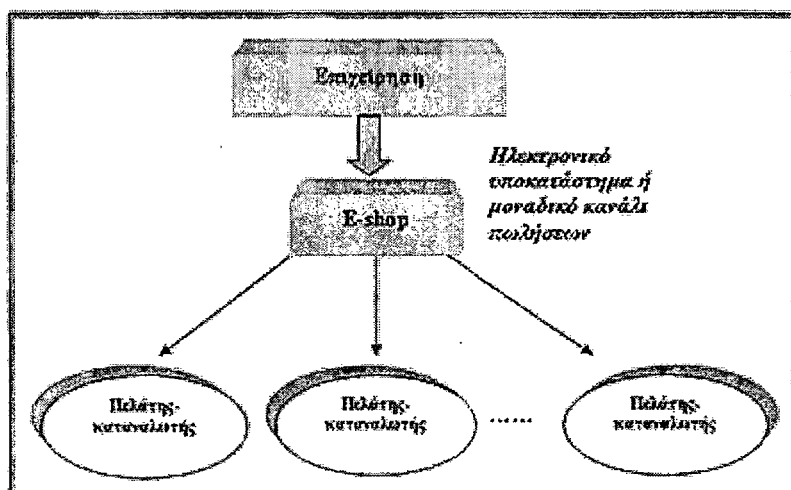 Επιχείρηση
Ηλεκτρονικό
υποκατάστημα ή
μοναδικό κανάλι
πωλήσεων
E-shop
Πελάτης-
καταναλωτής
Πελάτης-
καταναλωτής
......
Πελάτης-
καταναλωτής